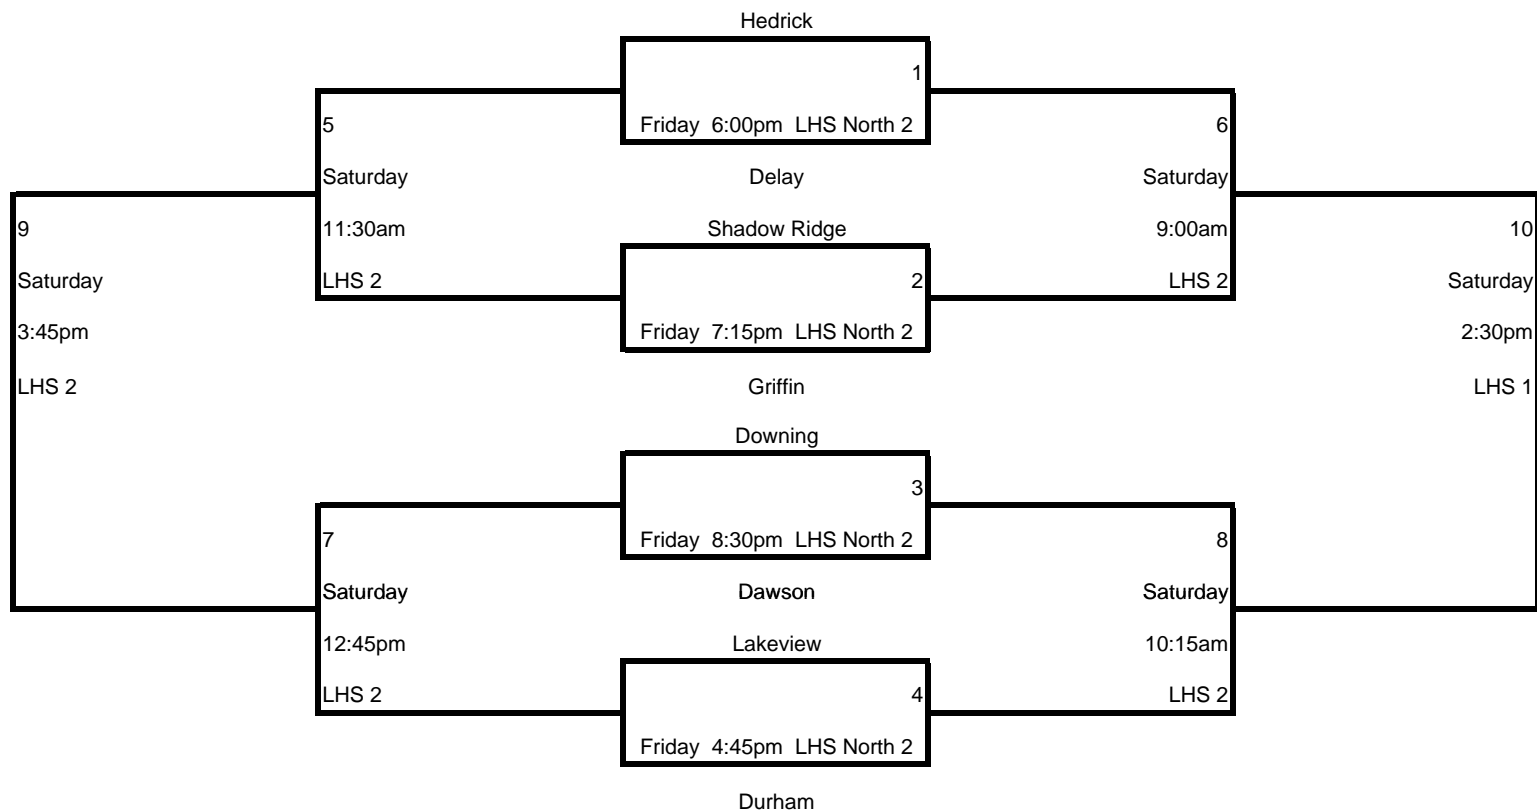 Hedrick
1
5
Friday 6:00pm LHS North 2
6
Saturday
Delay
Saturday
9
11:30am
Shadow Ridge
9:00am
10
Saturday
LHS 2
2
LHS 2
Saturday
3:45pm
Friday 7:15pm LHS North 2
2:30pm
LHS 2
Griffin
LHS 1
Downing
3
7
Friday 8:30pm LHS North 2
8
Saturday
Dawson
Saturday
12:45pm
Lakeview
10:15am
LHS 2
4
LHS 2
Friday 4:45pm LHS North 2
Durham